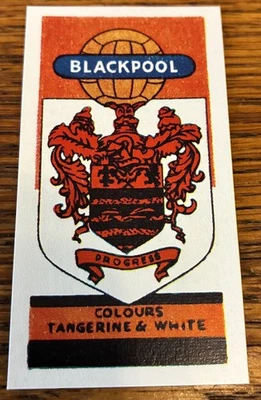 BLACKPOOL
PROGRESS
COLOURS
TANGERINE & WHITE